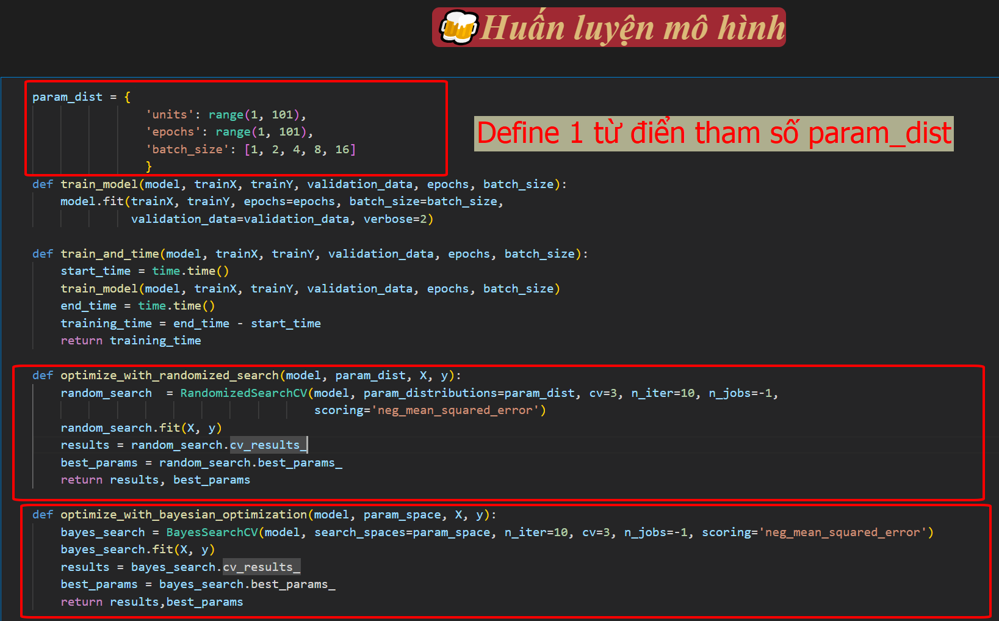 Huấn luyện mô hình
param_dist = {
'units': range(1, 101),
'epochs': range(1, 101),
'batch_size': [1, 2, 4, 8, 16]
}
Define 1 từ điển tham số param_dist
def train_model(model, trainX, trainY, validation_data, epochs, batch_size):
model.fit(trainX, trainY, epochs=epochs, batch_size=batch_size,
validation_data=validation_data, verbose=2)
def train_and_time(model, trainX, trainY, validation_data, epochs, batch_size):
start_time = time.time()
train_model(model, trainX, trainY, validation_data, epochs, batch_size)
end_time = time.time()
training_time = end_time - start_time
return training_time
def optimize_with_randomized_search(model, param_dist, X, y):
random_search  = RandomizedSearchCV(model, param_distributions=param_dist, cv=3, n_iter=10, n_jobs=-1,
scoring='neg_mean_squared_error')
random_search.fit(X, y)
results = random_search.cv_results_
best_params = random_search.best_params_
return results, best_params
def optimize_with_bayesian_optimization(model, param_space, X, y):
bayes_search = BayesSearchCV(model, search_spaces=param_space, n_iter=10, cv=3, n_jobs=-1, scoring='neg_mean_squared_error')
bayes_search.fit(X, y)
results = bayes_search.cv_results_
best_params = bayes_search.best_params_
return results,best_params